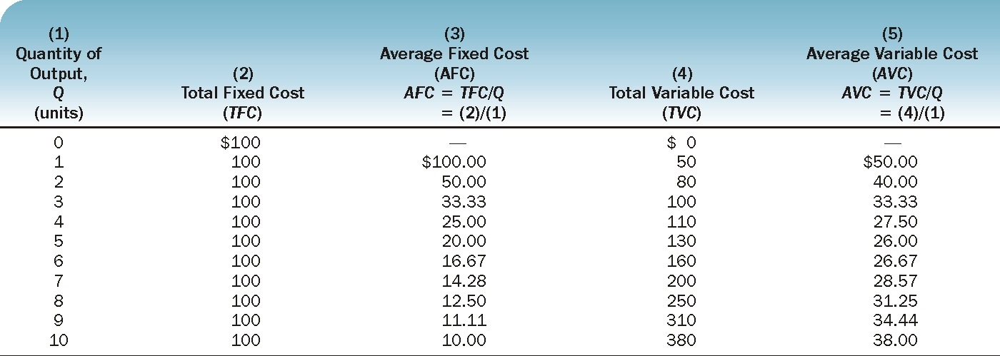 (1) (3) (5)
Quantity of Average Fixed Cost Average Variable Cost
Output, (2) (AFC) (4) (AVC)
Q Total Fixed Cost AFC = TFC/Q Total Variable Cost AVC = TVC/Q
(units) (TFC) = (2)/(1) (TVC) = (4)/(1)
0 $100 — $ 0 —
1 100 $100.00 50 $50.00
2 100 50.00 80 40.00
3 100 33.33 100 33.33
4 100 25.00 110 27.50
5 100 20.00 130 26.00
6 100 16.67 160 26.67
7 100 14.28 200 28.57
8 100 12.50 250 31.25
9 100 11.11 310 34.44
10 100 10.00 380 38.00